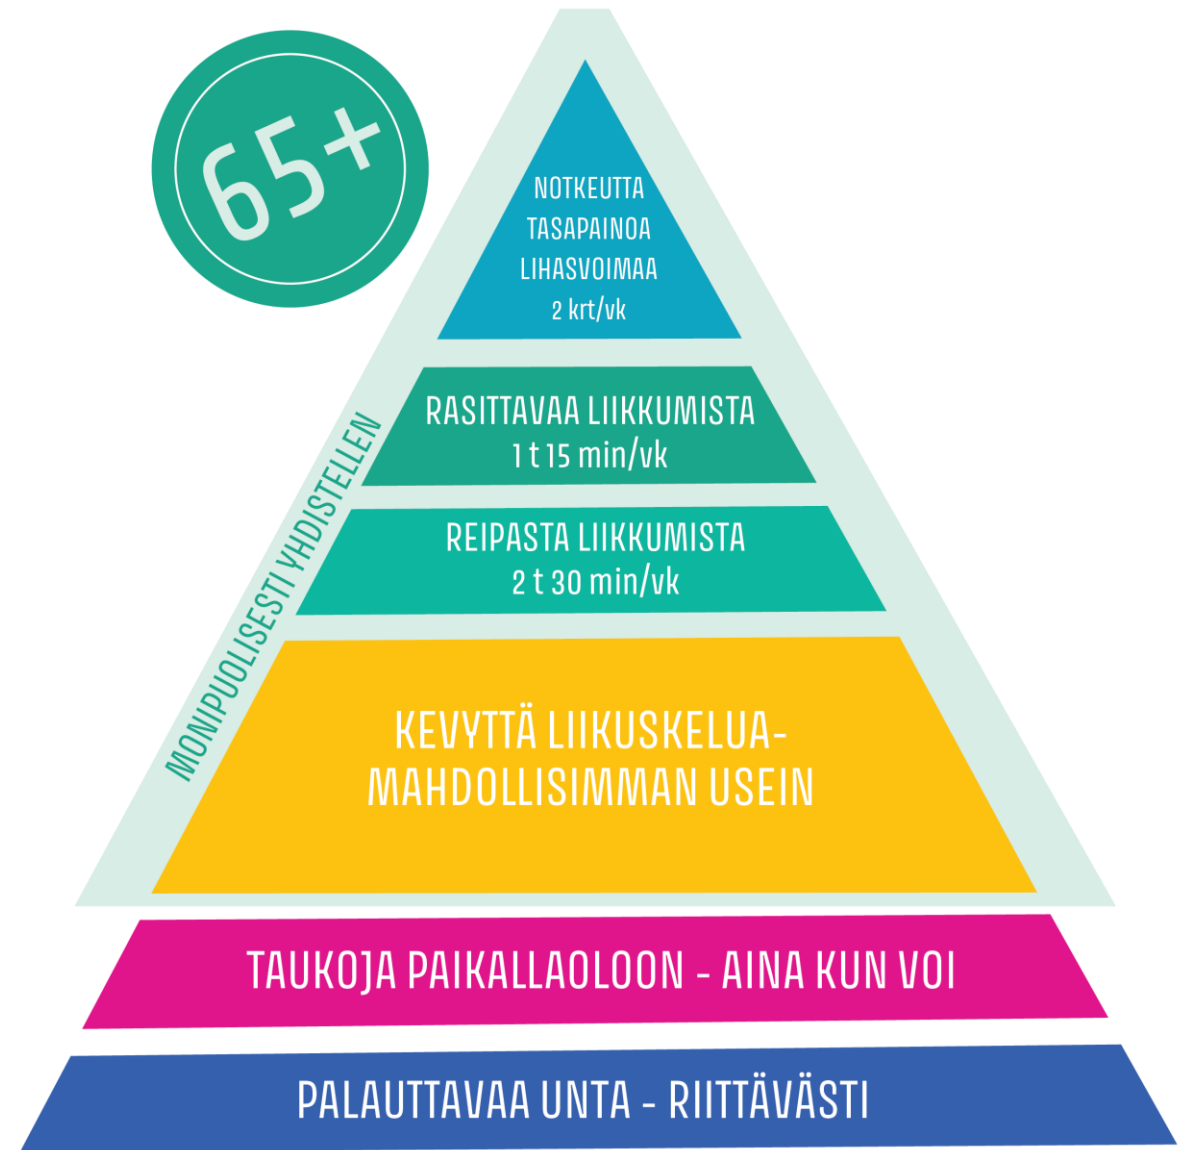 65+
NOTKEUTTA
TASAPAINOA
LIHASVOIMAA
2 krt/vk
RASITTAVAA LIIKKUMISTA
1 t 15 min/vk
REIPASTA LIIKKUMISTA
2 t 30 min/vk
MONIPUOLISESTI YHDISTELLEN
KEVYTTÄ LIIKUSKELUA-
MAHDOLLISIMMAN USEIN
TAUKOJA PAIKALLAOLOON - AINA KUN VOI
PALAUTTAVAA UNTA - RIITTÄVÄSTI